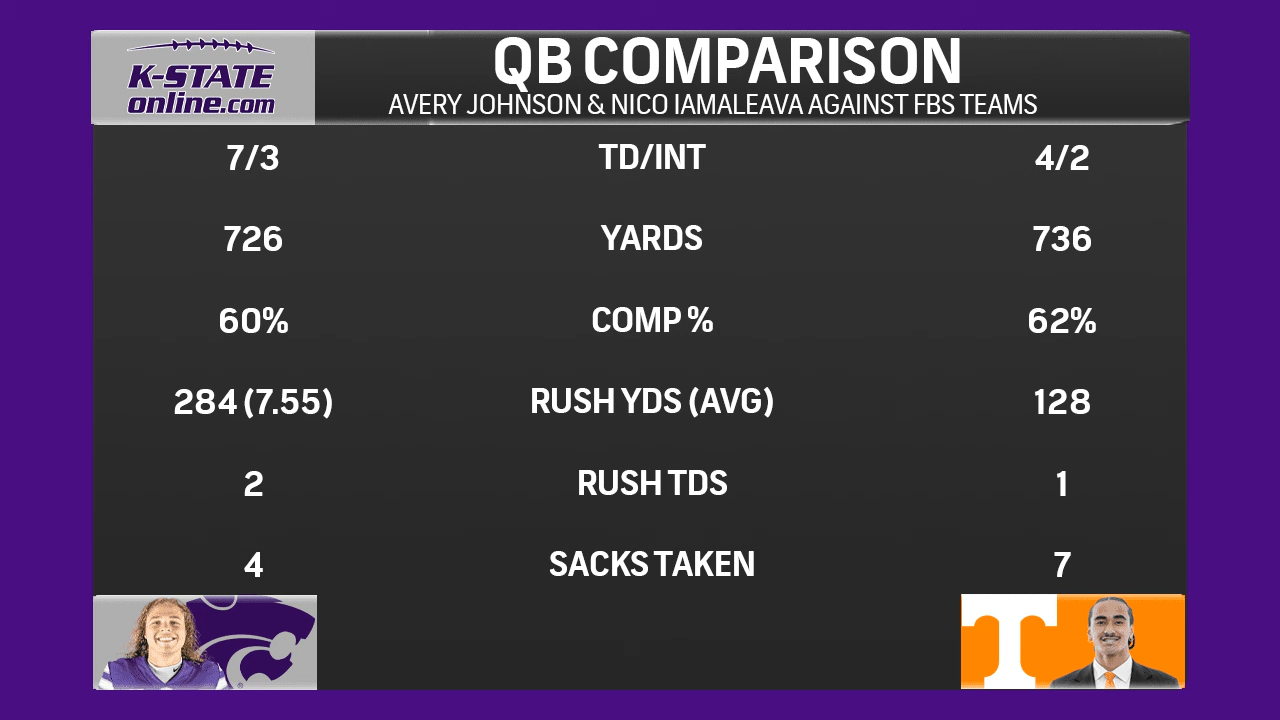 K-STATE
online.com
QB COMPARISON
AVERY JOHNSON & NICO IAMALEAVA AGAINST FBS TEAMS
7/3 TD/INT 4/2
726 YARDS 736
60% COMP % 62%
284 (7.55) RUSH YDS (AVG) 128
2 RUSH TDS 1
4 SACKS TAKEN 7
T